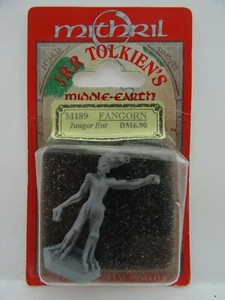 mithril
J.R.R TOLKIEN'S
MIDDLE-EARTH
M189 FANGORN
Junger Ent DM6.90